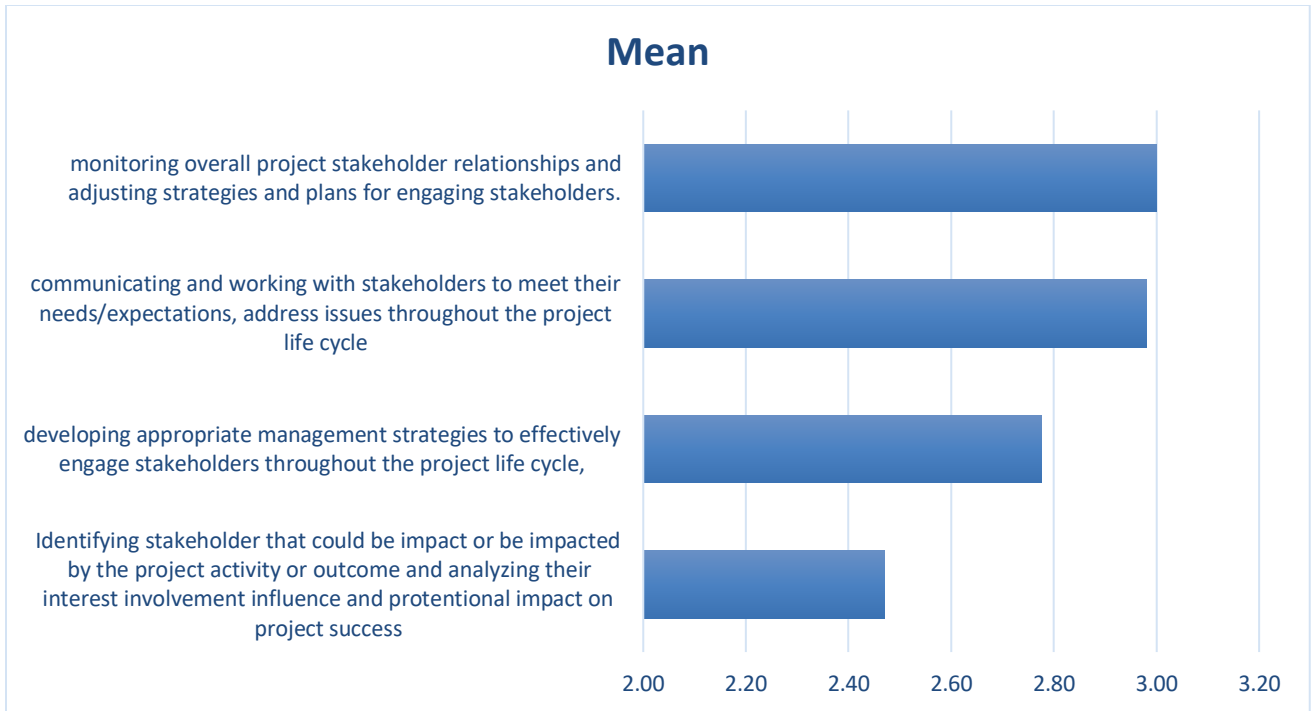 Mean
monitoring overall project stakeholder relationships and
adjusting strategies and plans for engaging stakeholders.
communicating and working with stakeholders to meet their
needs/expectations, address issues throughout the project
life cycle
developing appropriate management strategies to effectively
engage stakeholders throughout the project life cycle,
Identifying stakeholder that could be impact or be impacted
by the project activity or outcome and analyzing their
interest involvement influence and protentional impact on
project success
2.00 2.20 2.40 2.60 2.80 3.00 3.20